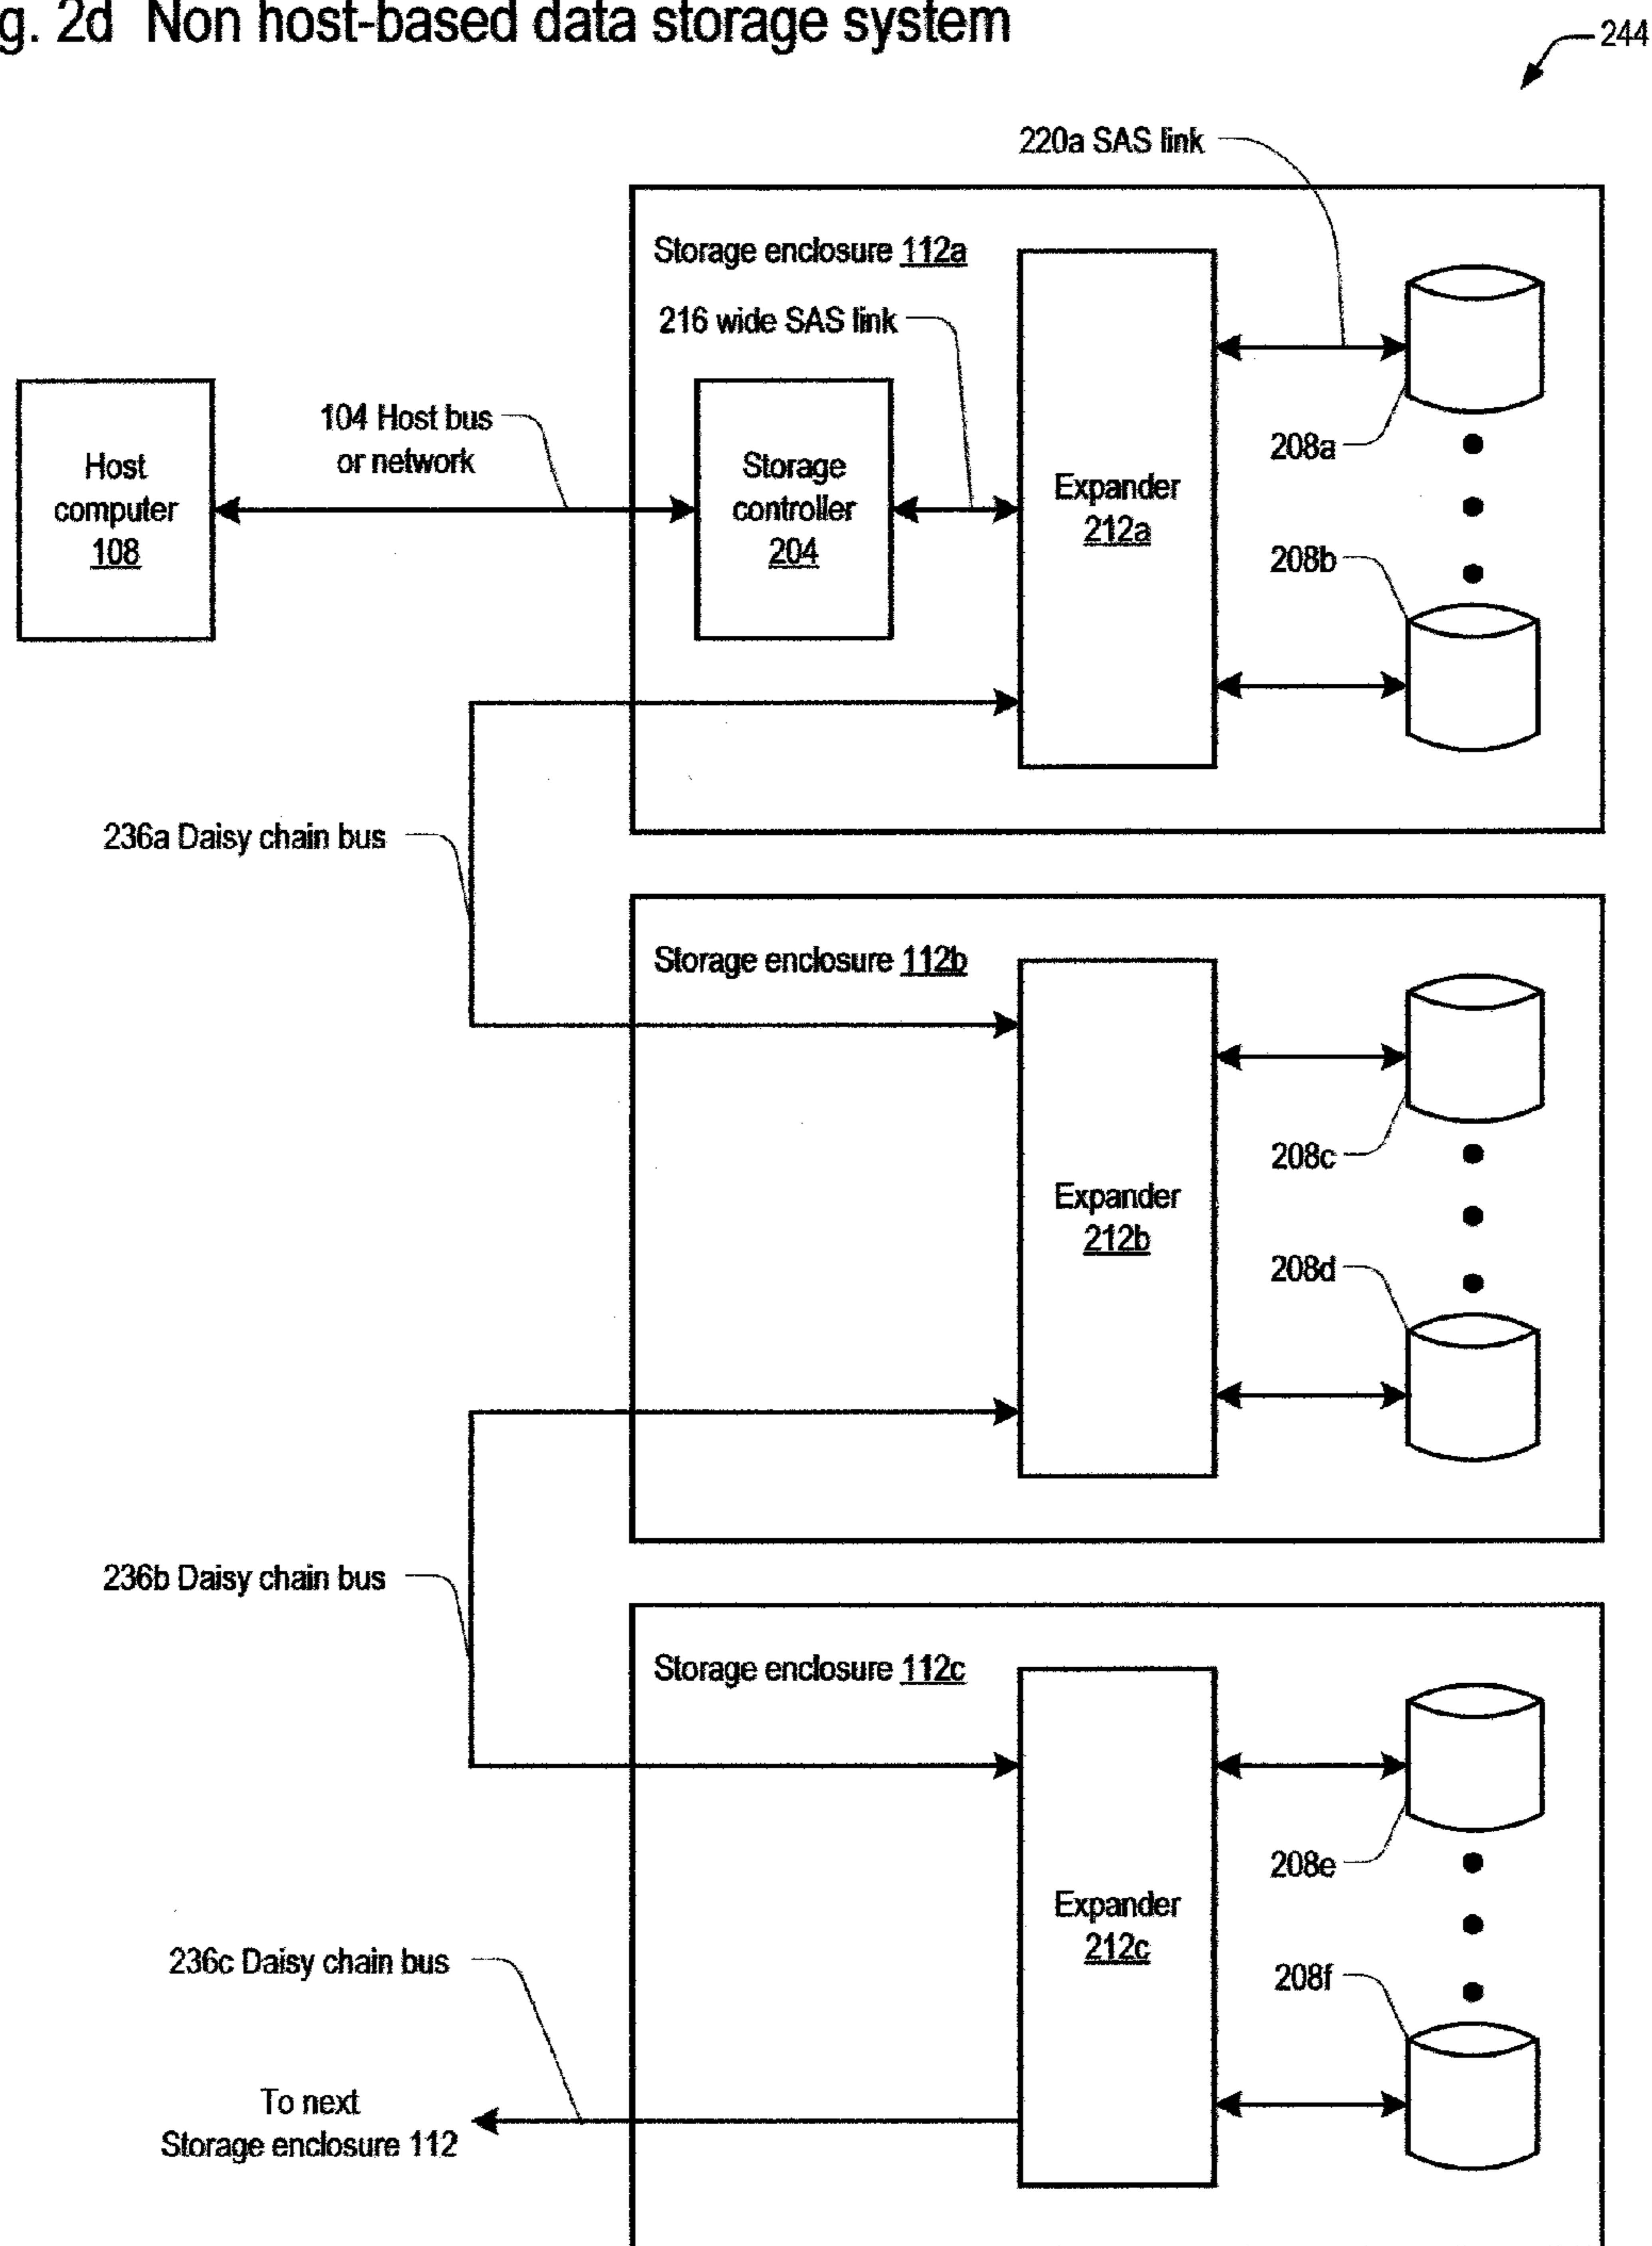 g. 2d Non host-based data storage system
244
220a SAS link
Storage enclosure 112a
216 wide SAS link
104 Host bus
or network
Host
computer
108
Storage
controller
204
Expander
212a
208a
208b
236a Daisy chain bus
Storage enclosure 112b
Expander
212b
208c
208d
236b Daisy chain bus
Storage enclosure 112c
Expander
212c
208e
208f
236c Daisy chain bus
To next
Storage enclosure 112